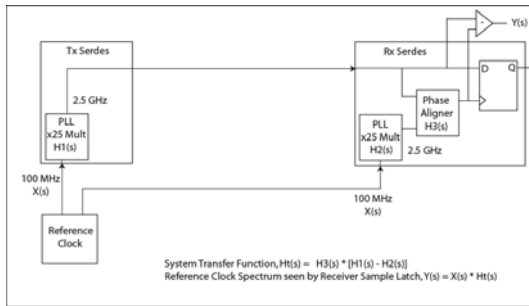 Tx Serdes
Rx Serdes
-
Y(s)
2.5 GHz
PLL
x25 Mult
H1(s)
D
Q
Phase
Aligner
H3(s)
PLL
x25 Mult
H2(s)
2.5 GHz
100 MHz
X(s)
100 MHz
X(s)
Reference
Clock
System Transfer Function, Ht(s) = H3(s) * [H1(s) - H2(s)]
Reference Clock Spectrum seen by Receiver Sample Latch, Y(s) = X(s) * Ht(s)